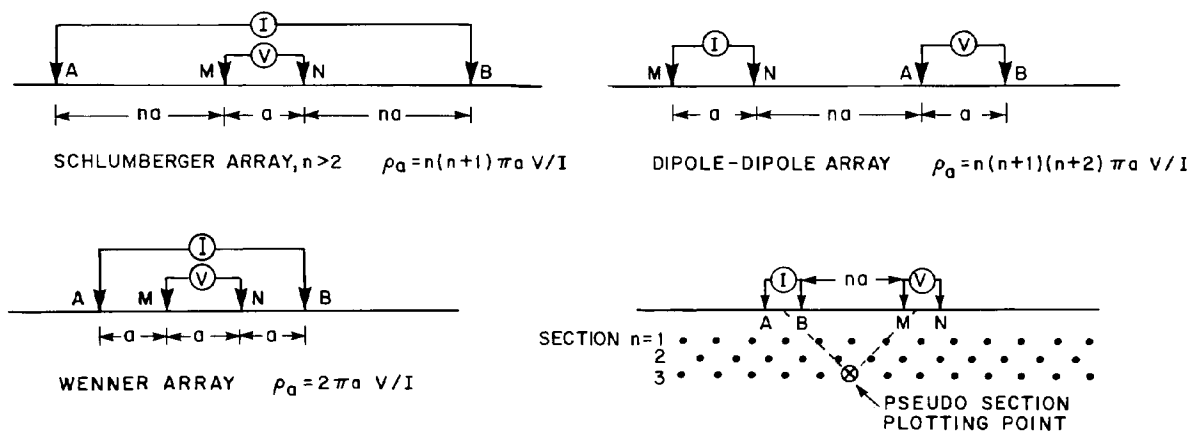 I
V
A M N B
na a na
SCHLUMBERGER ARRAY, n>2 ρa = n(n+1) πa V/I
I V
M N A B
a na a
DIPOLE-DIPOLE ARRAY ρa = n(n+1)(n+2) πa V/I
I
V
A M N B
a a a
WENNER ARRAY ρa = 2πa V/I
I na V
A B M N
SECTION n=1
2
3
PSEUDO SECTION
PLOTTING POINT